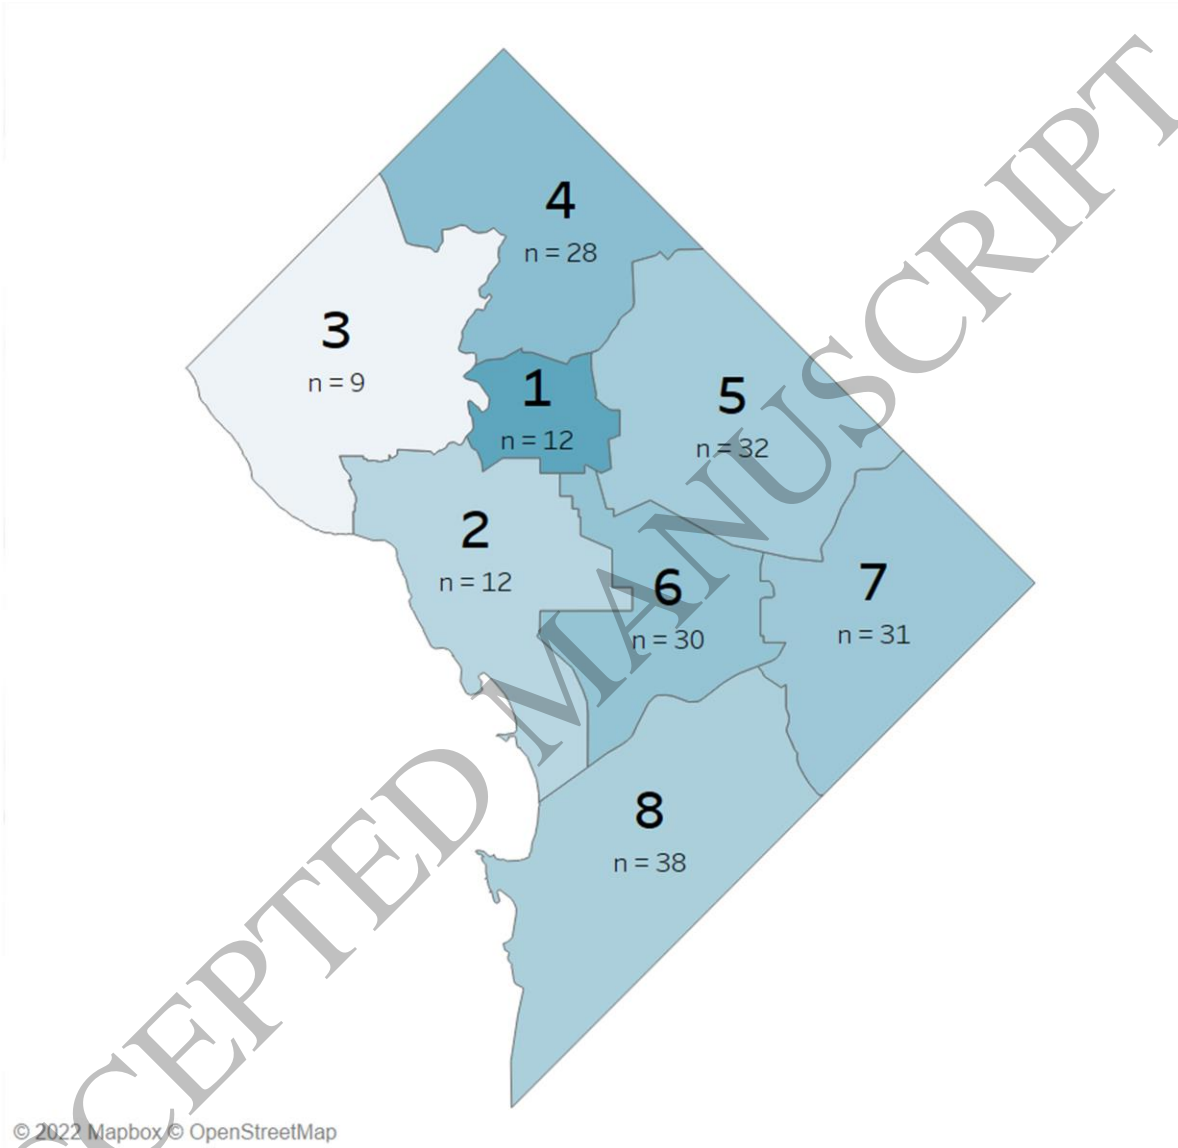 4
n = 28
3
n = 9
1
n = 12
5
n = 32
2
n = 12
6
n = 30
7
n = 31
8
n = 38
CCEPTED MANUSCRIPT
© 2022 Mapbox © OpenStreetMap